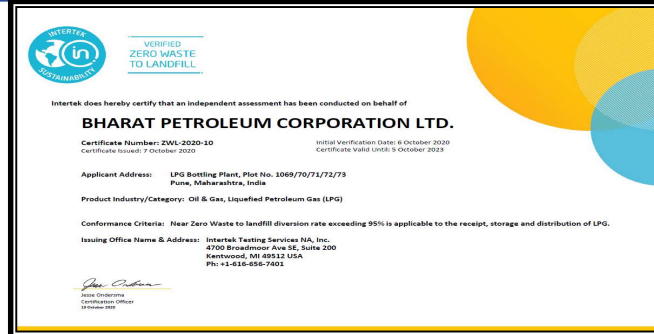 INTERTEK
in
SUSTAINABILITY
VERIFIED
ZERO WASTE
TO LANDFILL
Intertek does hereby certify that an independent assessment has been conducted on behalf of
BHARAT PETROLEUM CORPORATION LTD.
Certificate Number: ZWL-2020-10
Initial Verification Date: 6 October 2020
Certificate Issued: 7 October 2020
Certificate Valid Until: 5 October 2023
Applicant Address: LPG Bottling Plant, Plot No. 1069/70/71/72/73
Pune, Maharashtra, India
Product Industry/Category: Oil & Gas, Liquefied Petroleum Gas (LPG)
Conformance Criteria: Near Zero Waste to landfill diversion rate exceeding 95% is applicable to the receipt, storage and distribution of LPG.
Issuing Office Name & Address: Intertek Testing Services NA, Inc.
4700 Broadmoor Ave SE, Suite 200
Kentwood, MI 49512 USA
Ph: +1-616-656-7401
Jesse Ondersma
Certification Officer
October 2020